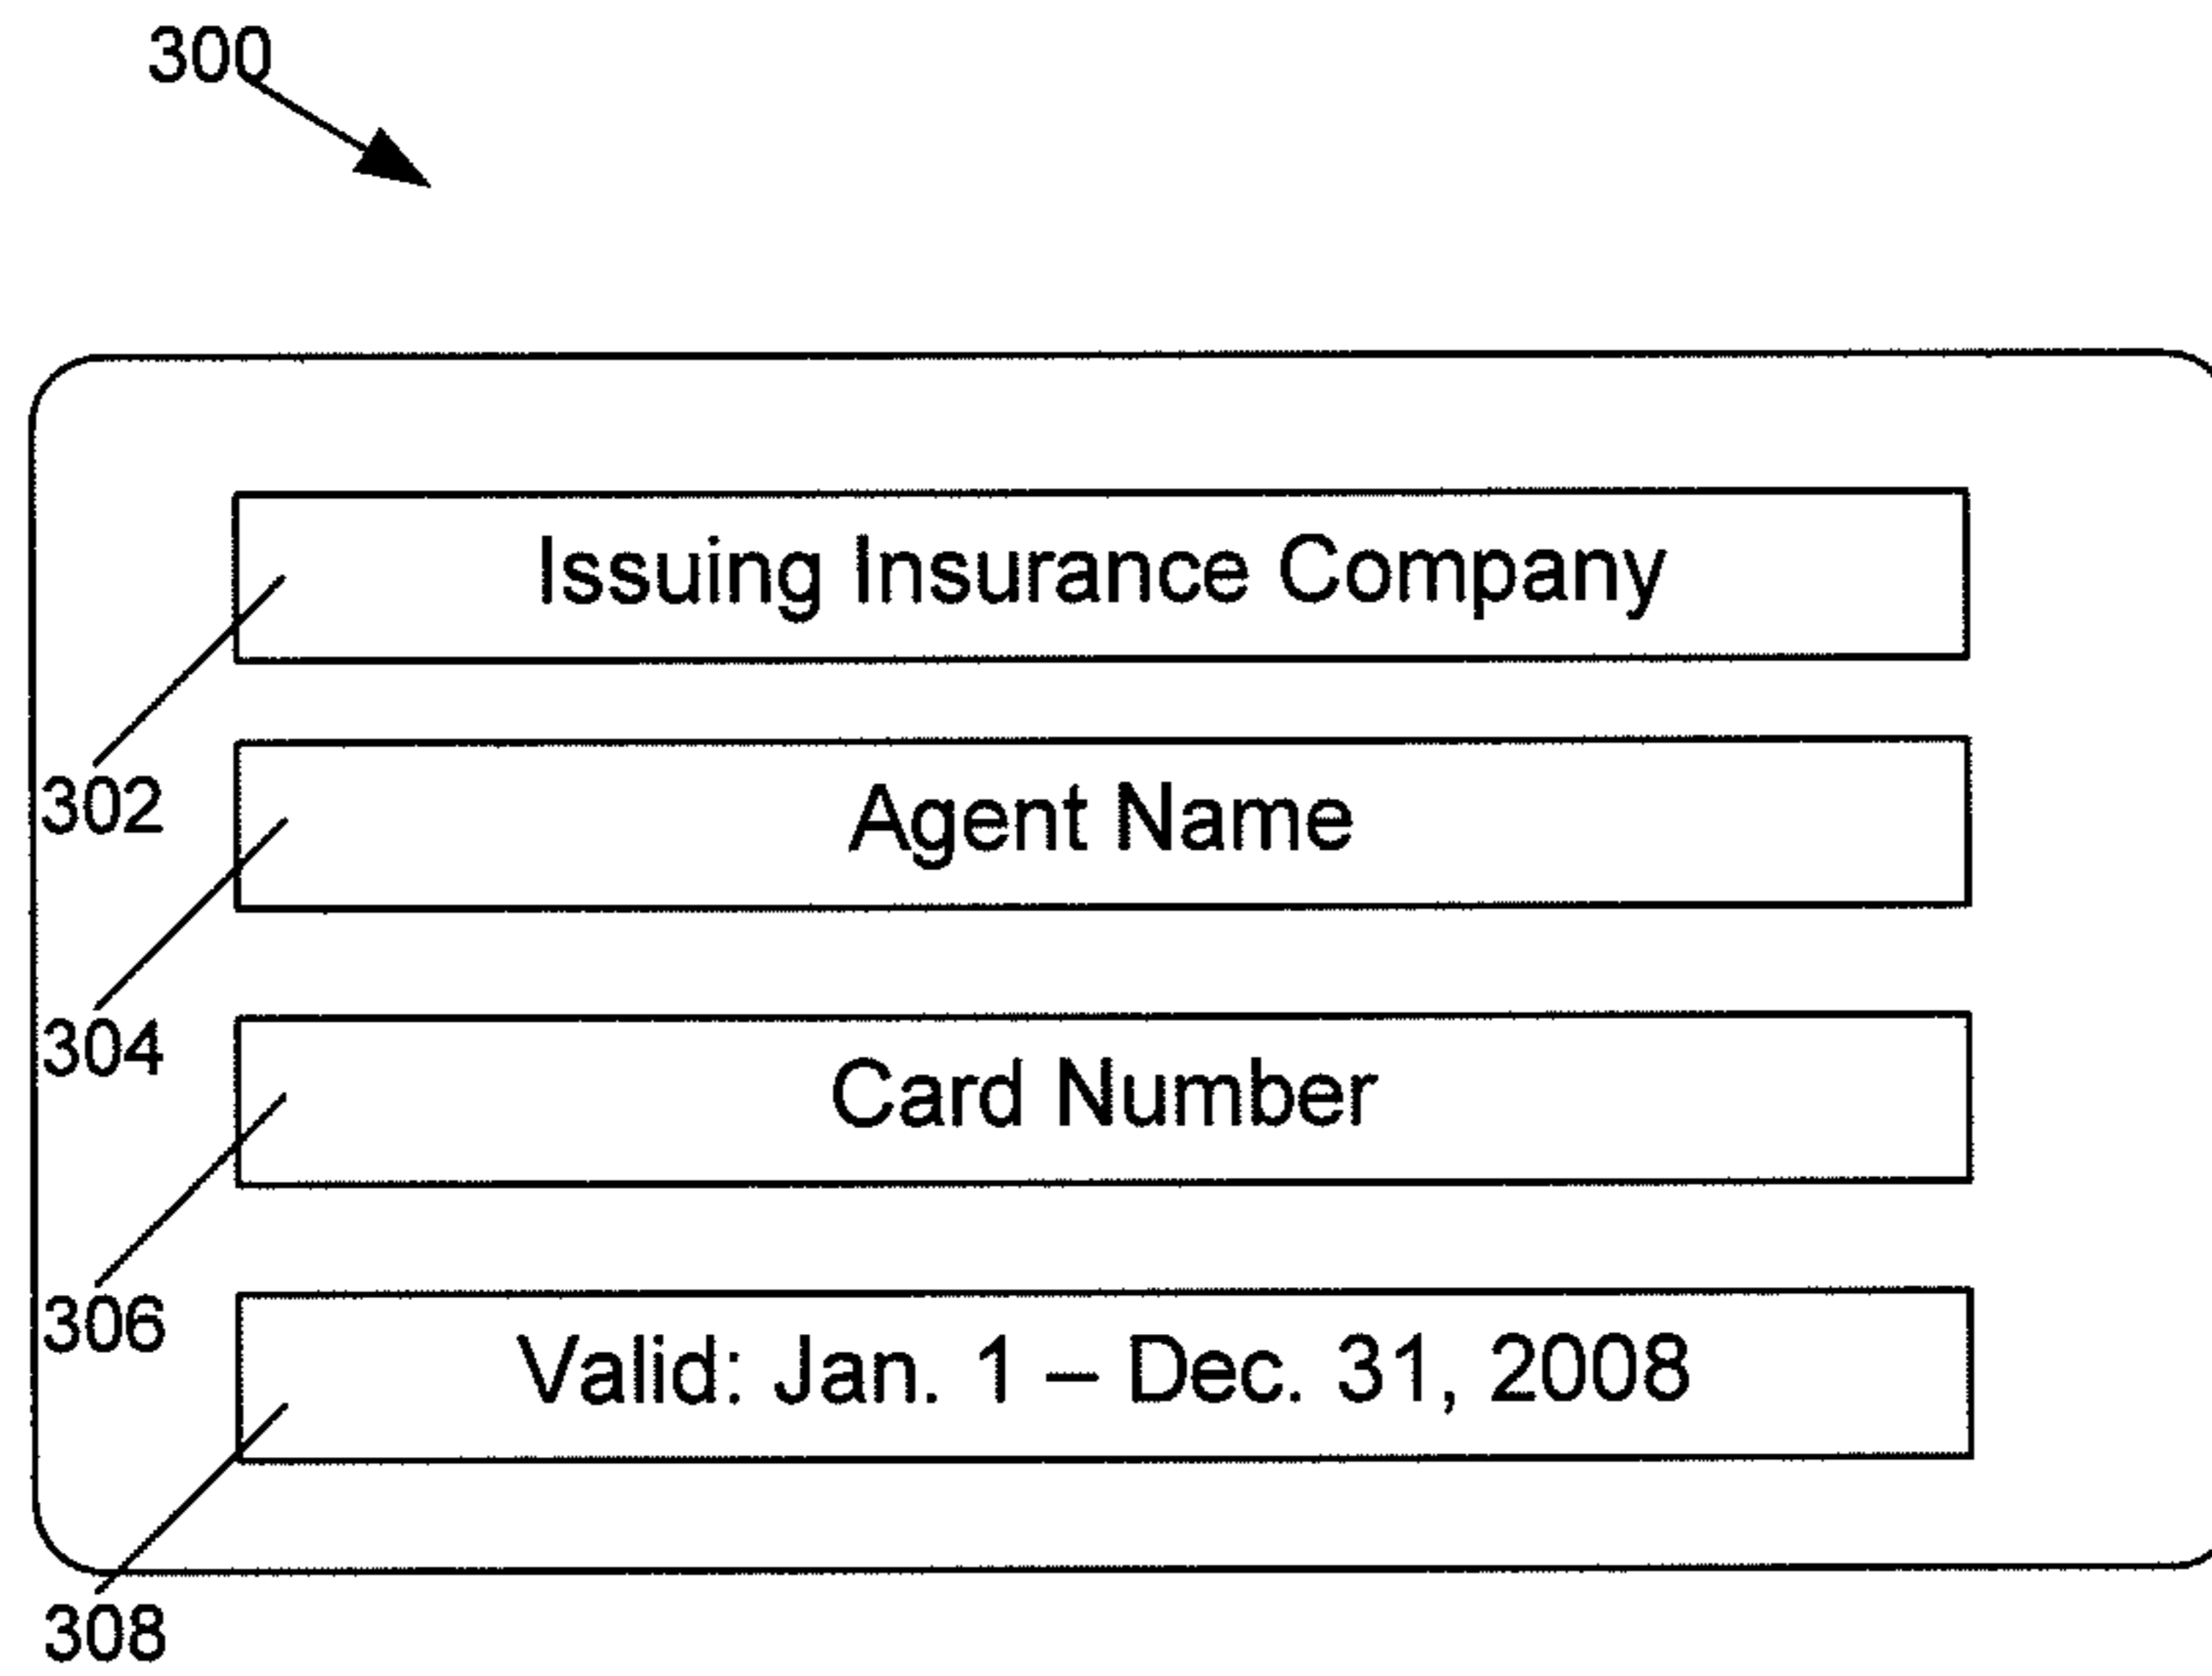 300
Issuing Insurance Company
302
Agent Name
304
Card Number
306
Valid: Jan. 1 – Dec. 31, 2008
308